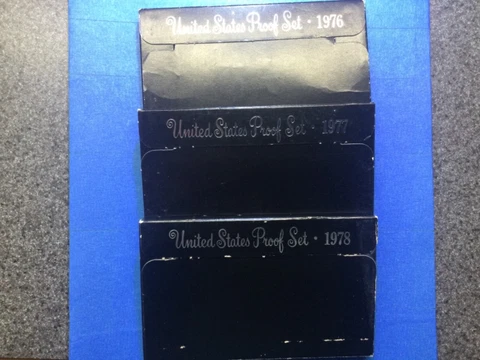 United States Proof Set · 1976
United States Proof Set · 1977
United States Proof Set · 1978